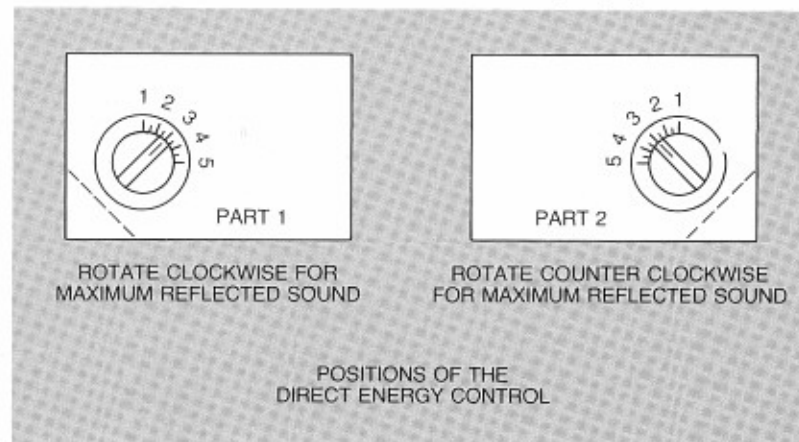 1 2 3 4 5
PART 1
ROTATE CLOCKWISE FOR
MAXIMUM REFLECTED SOUND
5 4 3 2 1
PART 2
ROTATE COUNTER CLOCKWISE
FOR MAXIMUM REFLECTED SOUND
POSITIONS OF THE
DIRECT ENERGY CONTROL